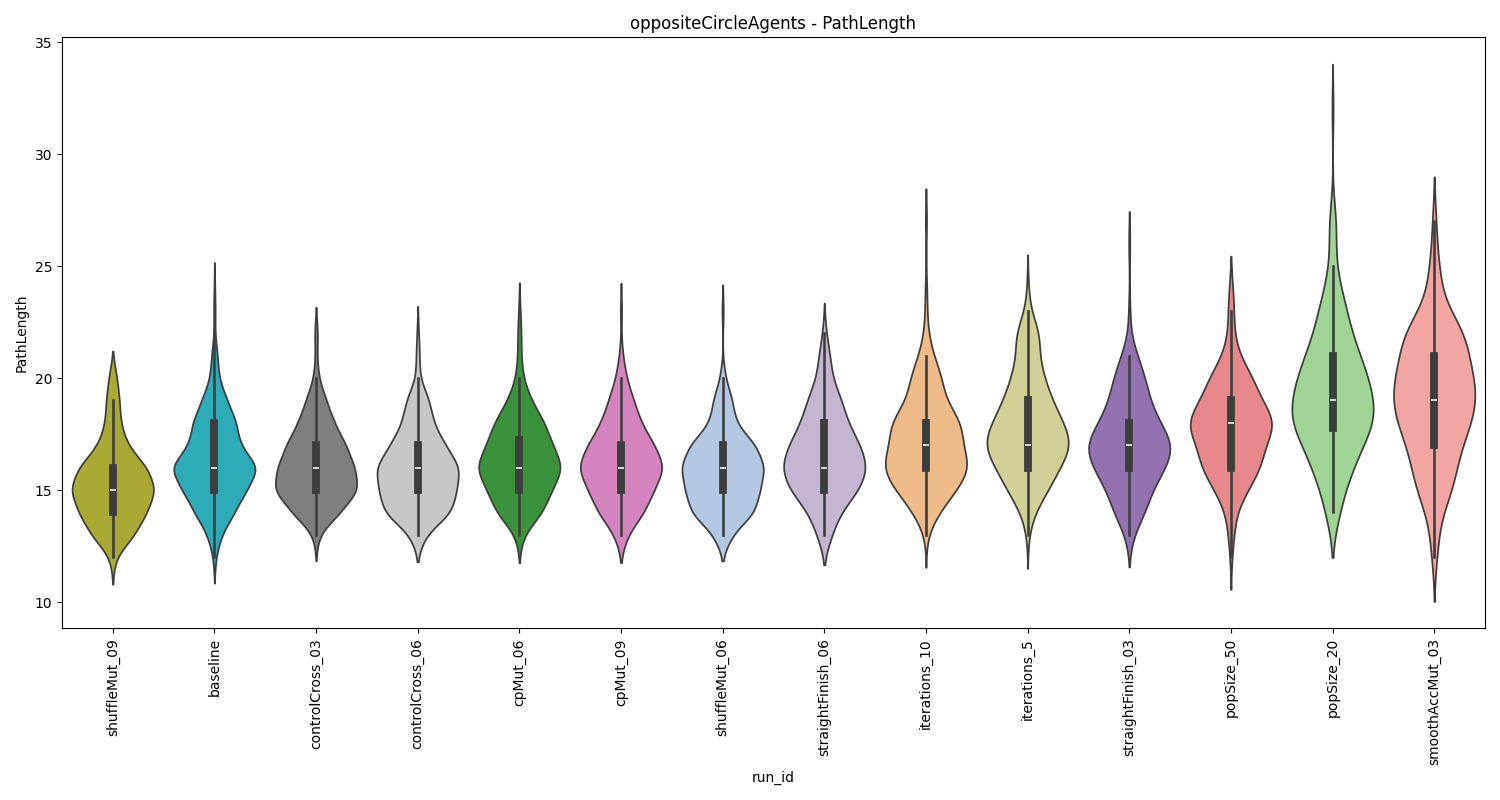 oppositeCircleAgents - PathLength
PathLength
35
30
25
20
15
10
shuffleMut_09
baseline
controlCross_03
controlCross_06
cpMut_06
cpMut_09
shuffleMut_06
straightFinish_06
iterations_10
iterations_5
straightFinish_03
popSize_50
popSize_20
smoothAccMut_03
run_id